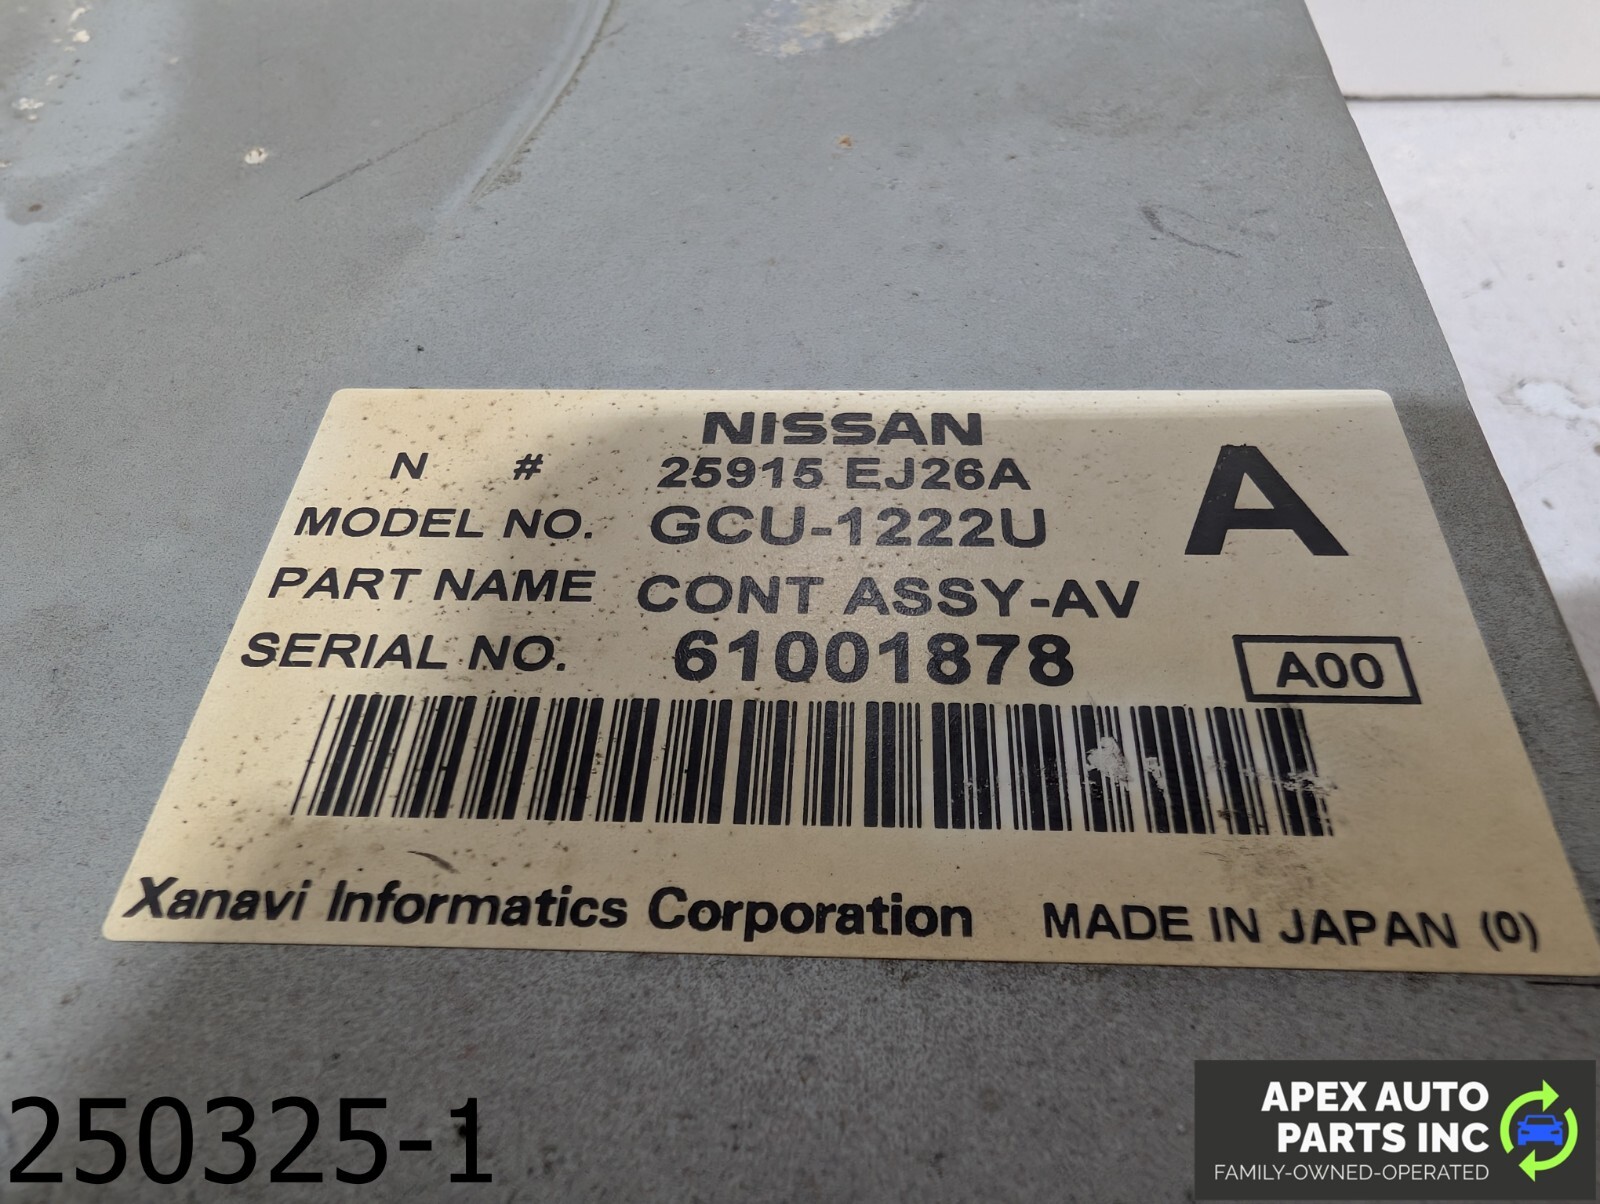 NISSAN
N # 25915 EJ26A
A
MODEL NO. GCU-1222U
PART NAME CONT ASSY-AV
SERIAL NO. 61001878
A00
Xanavi Informatics Corporation MADE IN JAPAN (0)
250325-1
APEX AUTO
PARTS INC
FAMILY-OWNED-OPERATED